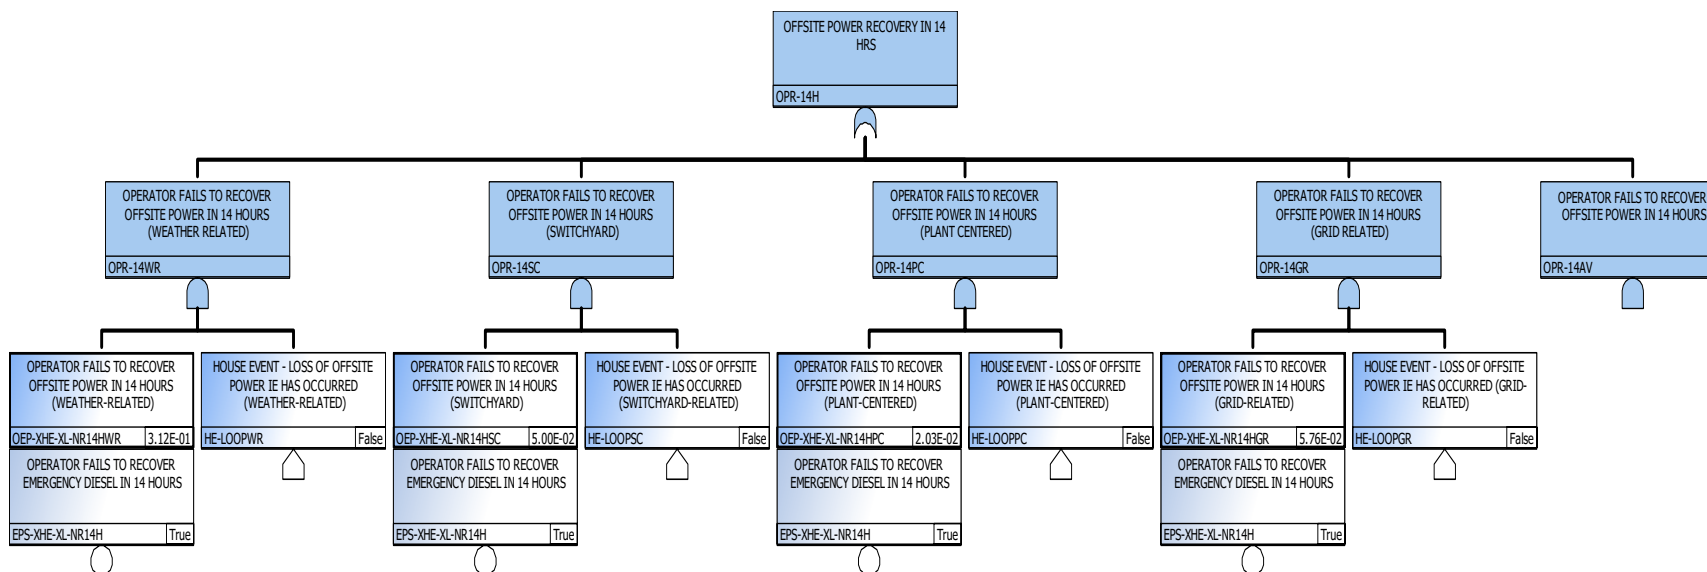 OFFSITE POWER RECOVERY IN 14
HRS
OPR-14H
OPERATOR FAILS TO RECOVER
OFFSITE POWER IN 14 HOURS
(WEATHER RELATED)
OPR-14WR
OPERATOR FAILS TO RECOVER
OFFSITE POWER IN 14 HOURS
(SWITCHYARD)
OPR-14SC
OPERATOR FAILS TO RECOVER
OFFSITE POWER IN 14 HOURS
(PLANT CENTERED)
OPR-14PC
OPERATOR FAILS TO RECOVER
OFFSITE POWER IN 14 HOURS
(GRID RELATED)
OPR-14GR
OPERATOR FAILS TO RECOVER
OFFSITE POWER IN 14 HOURS
OPR-14AV
OPERATOR FAILS TO RECOVER
OFFSITE POWER IN 14 HOURS
(WEATHER-RELATED)
OEP-XHE-XL-NR14HWR 3.12E-01
HOUSE EVENT - LOSS OF OFFSITE
POWER IE HAS OCCURRED
(WEATHER-RELATED)
HE-LOOPWR False
OPERATOR FAILS TO RECOVER
OFFSITE POWER IN 14 HOURS
(SWITCHYARD)
OEP-XHE-XL-NR14HSC 5.00E-02
HOUSE EVENT - LOSS OF OFFSITE
POWER IE HAS OCCURRED
(SWITCHYARD-RELATED)
HE-LOOPSC False
OPERATOR FAILS TO RECOVER
OFFSITE POWER IN 14 HOURS
(PLANT-CENTERED)
OEP-XHE-XL-NR14HPC 2.03E-02
HOUSE EVENT - LOSS OF OFFSITE
POWER IE HAS OCCURRED
(PLANT-CENTERED)
HE-LOOPPC False
OPERATOR FAILS TO RECOVER
OFFSITE POWER IN 14 HOURS
(GRID-RELATED)
OEP-XHE-XL-NR14HGR 5.76E-02
HOUSE EVENT - LOSS OF OFFSITE
POWER IE HAS OCCURRED (GRID-
RELATED)
HE-LOOPGR False
OPERATOR FAILS TO RECOVER
EMERGENCY DIESEL IN 14 HOURS
EPS-XHE-XL-NR14H True
OPERATOR FAILS TO RECOVER
EMERGENCY DIESEL IN 14 HOURS
EPS-XHE-XL-NR14H True
OPERATOR FAILS TO RECOVER
EMERGENCY DIESEL IN 14 HOURS
EPS-XHE-XL-NR14H True
OPERATOR FAILS TO RECOVER
EMERGENCY DIESEL IN 14 HOURS
EPS-XHE-XL-NR14H True